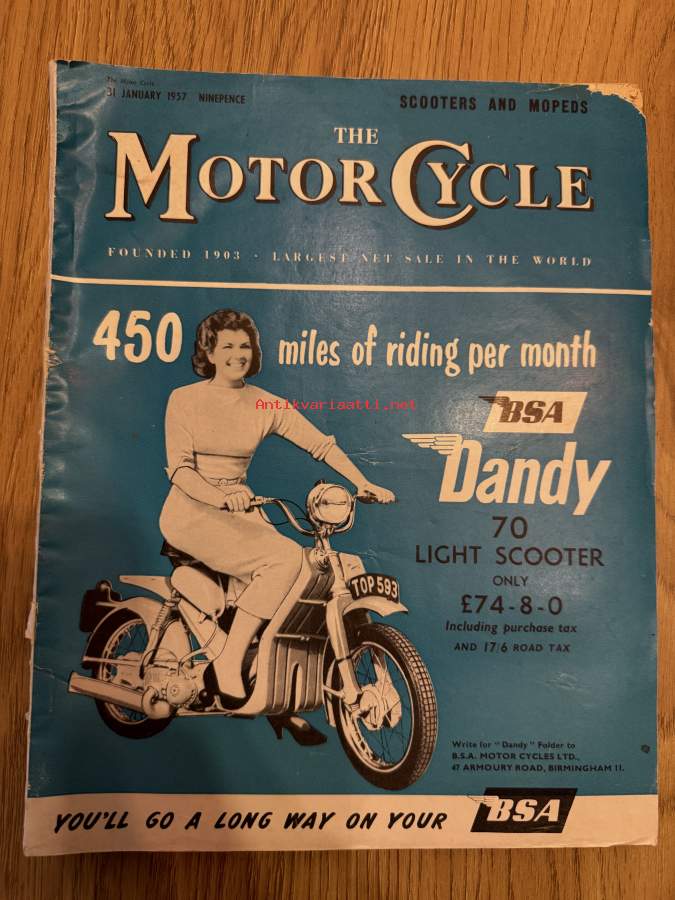 The Motor Cycle
31 JANUARY 1957 NINEPENCE
SCOOTERS AND MOPEDS
THE
MOTOR CYCLE
FOUNDED 1903 · LARGEST NET SALE IN THE WORLD
450 miles of riding per month
Antikvariaatti.net
BSA
Dandy
70
LIGHT SCOOTER
ONLY
£74-8-0
Including purchase tax
AND 17/6 ROAD TAX
TOP 593
Write for "Dandy" Folder to
B.S.A. MOTOR CYCLES LTD.,
47 ARMOURY ROAD, BIRMINGHAM 11.
YOU'LL GO A LONG WAY ON YOUR BSA